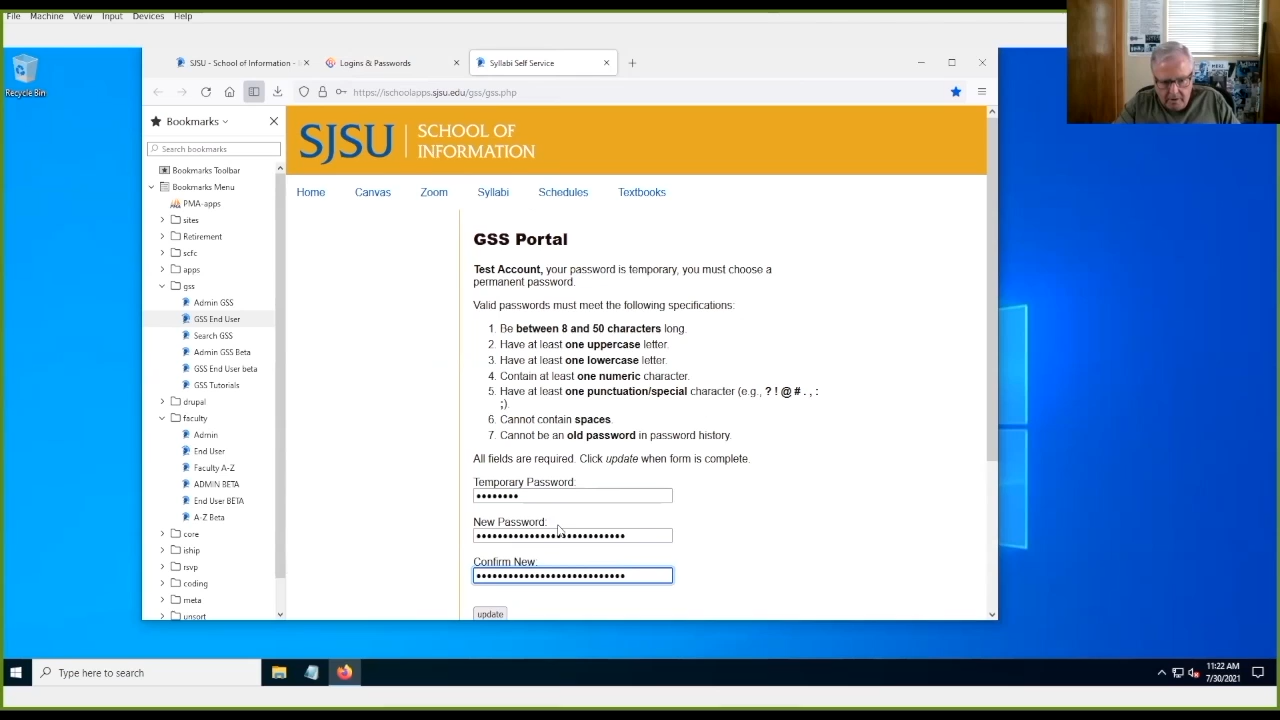 File Machine View Input Devices Help
Recycle Bin
SJSU - School of Information -
Logins & Passwords
Syllabi Self Service
https://ischoolapps.sjsu.edu/gss/gss.php
Bookmarks
Search bookmarks
Bookmarks Toolbar
Bookmarks Menu
PMA-apps
sites
Retirement
scfc
apps
gss
Admin GSS
GSS End User
Search GSS
Admin GSS Beta
GSS End User beta
GSS Tutorials
drupal
faculty
Admin
End User
Faculty A-Z
ADMIN BETA
End User BETA
A-Z Beta
core
iship
rsvp
coding
meta
unsort
SJSU SCHOOL OF
INFORMATION
Home Canvas Zoom Syllabi Schedules Textbooks
GSS Portal
Test Account, your password is temporary, you must choose a
permanent password.
Valid passwords must meet the following specifications:
1. Be between 8 and 50 characters long.
2. Have at least one uppercase letter.
3. Have at least one lowercase letter.
4. Contain at least one numeric character.
5. Have at least one punctuation/special character (e.g., ? ! @ # . , :
;).
6. Cannot contain spaces.
7. Cannot be an old password in password history.
All fields are required. Click update when form is complete.
Temporary Password:
New Password:
Confirm New:
update
Type here to search
11:22 AM
7/30/2021